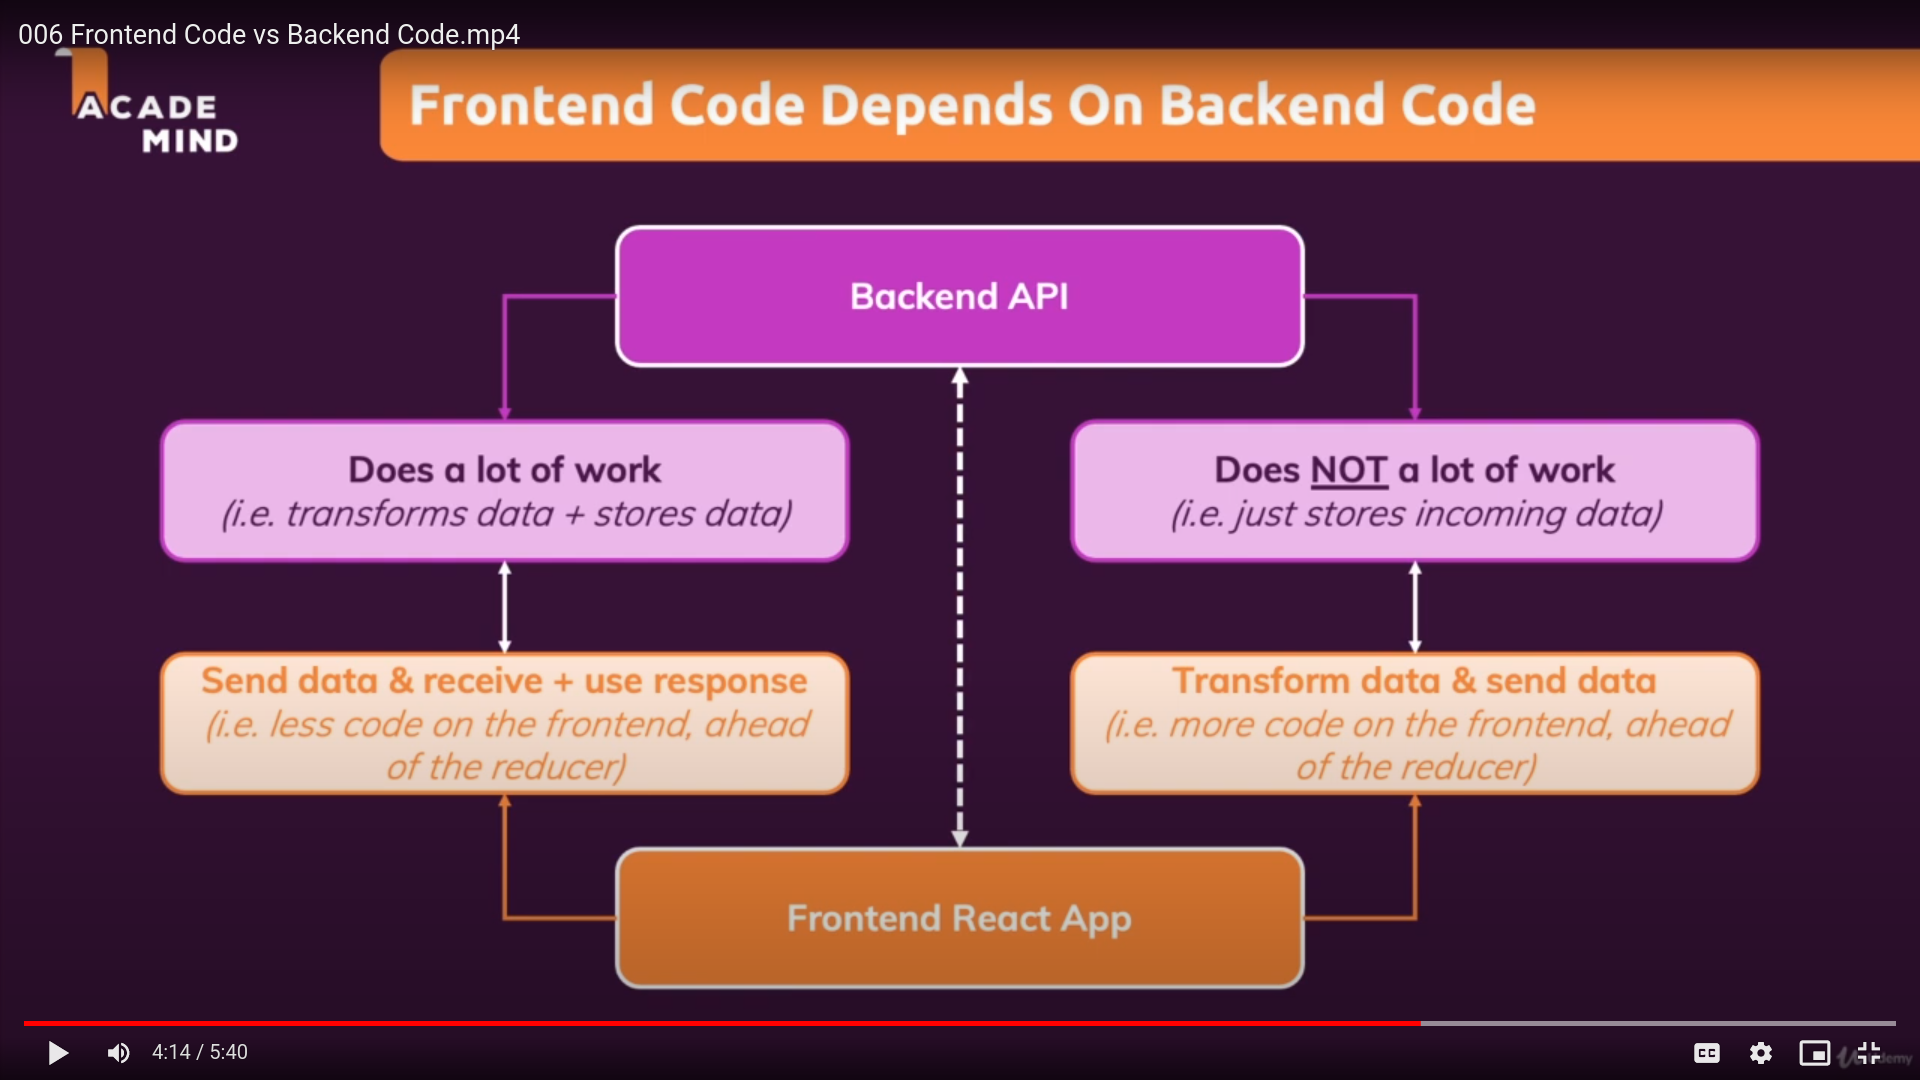 006 Frontend Code vs Backend Code.mp4
ACADE
MIND
Frontend Code Depends On Backend Code
Backend API
Does a lot of work
(i.e. transforms data + stores data)
Does NOT a lot of work
(i.e. just stores incoming data)
Send data & receive + use response
(i.e. less code on the frontend, ahead
of the reducer)
Transform data & send data
(i.e. more code on the frontend, ahead
of the reducer)
Frontend React App
4:14 / 5:40
CC